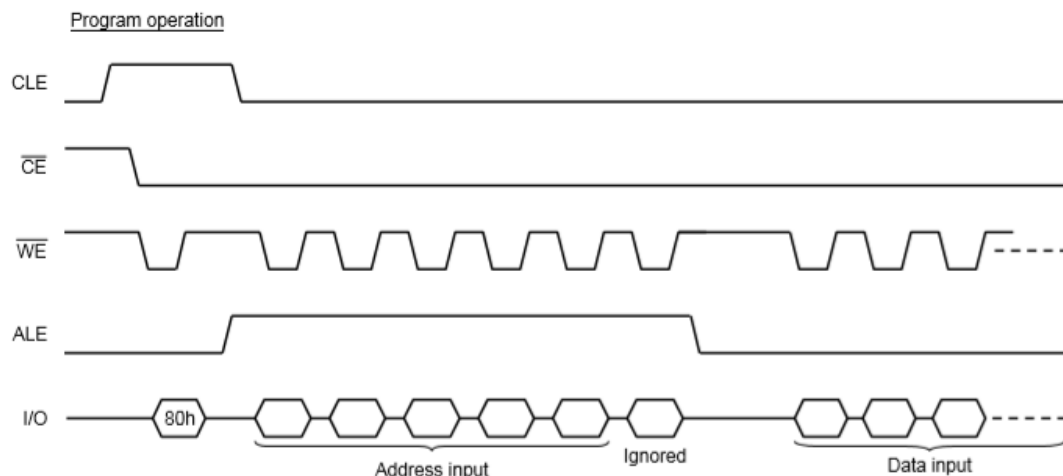 Program operation
CLE
CE
WE
ALE
I/O
80h
Address input
Ignored
Data input